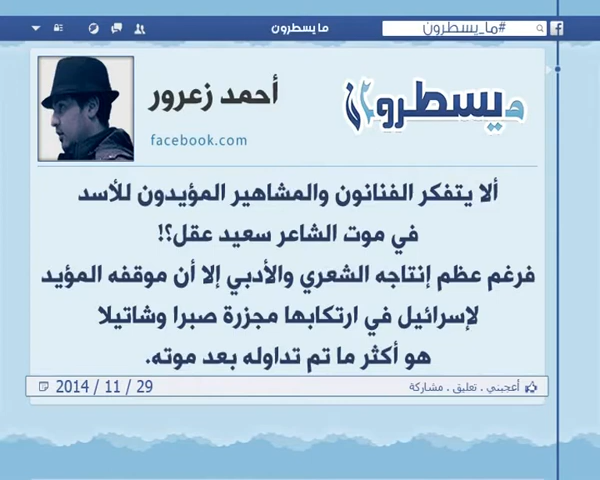 ما يسطرون
#ما_يسطرون
ما يسطرون
أحمد زعرور
facebook.com
ألا يتفكر الفنانون والمشاهير المؤيدون للأسد
في موت الشاعر سعيد عقل؟!
فرغم عظم إنتاجه الشعري والأدبي إلا أن موقفه المؤيد
لإسرائيل في ارتكابها مجزرة صبرا وشاتيلا
هو أكثر ما تم تداوله بعد موته.
أعجبني . تعليق . مشاركة
2014 / 11 / 29